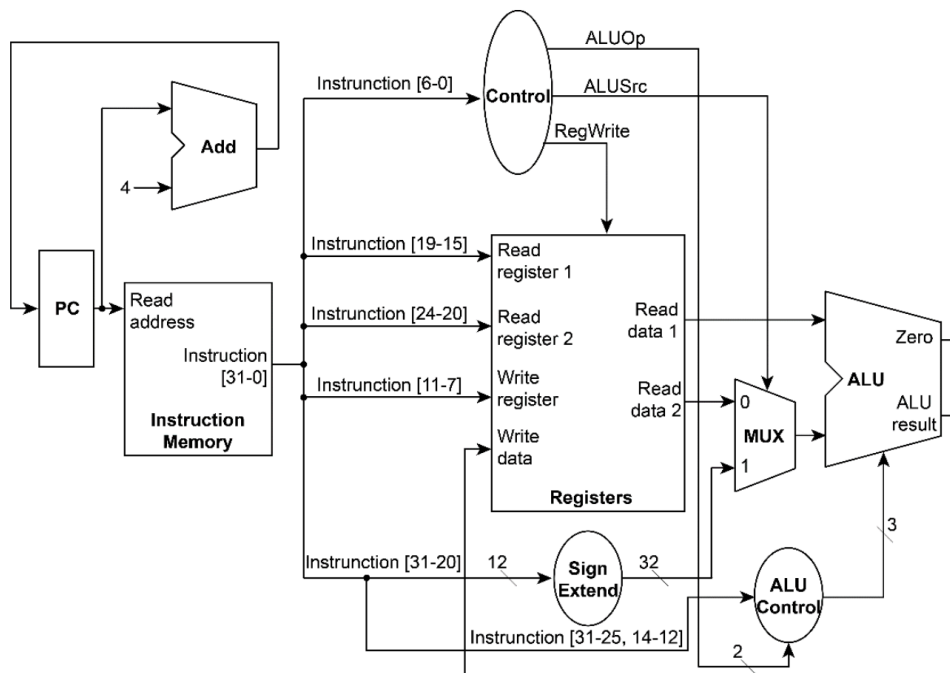 ALUOp
Instrunction [6-0]
Control
ALUSrc
RegWrite
Add
4
Instrunction [19-15]
Read
register 1
PC
Read
address
Instruction
[31-0]
Instruction
Memory
Instrunction [24-20]
Read
register 2
Instrunction [11-7]
Write
register
Write
data
Read
data 1
Read
data 2
Registers
0
MUX
1
Zero
ALU
ALU
result
Instrunction [31-20]
12
Sign
Extend
32
3
ALU
Control
Instrunction [31-25, 14-12]
2